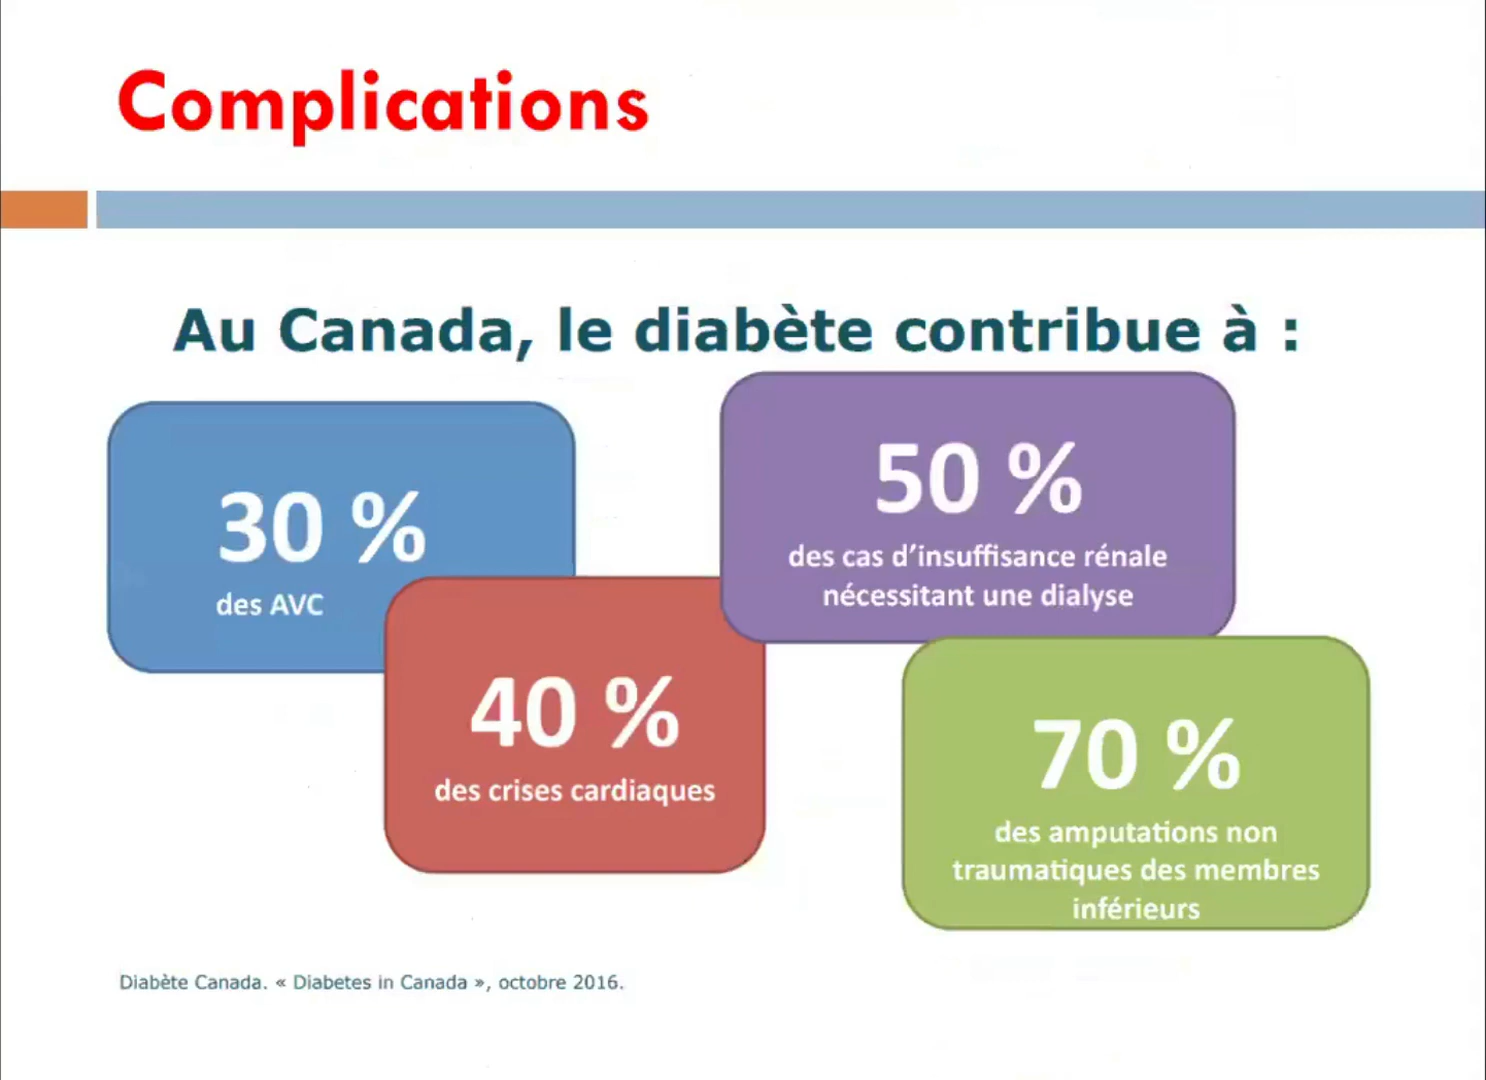 Complications
Au Canada, le diabète contribue à :
30 %
des AVC
40 %
des crises cardiaques
50 %
des cas d’insuffisance rénale
nécessitant une dialyse
70 %
des amputations non
traumatiques des membres
inférieurs
Diabète Canada. « Diabetes in Canada », octobre 2016.